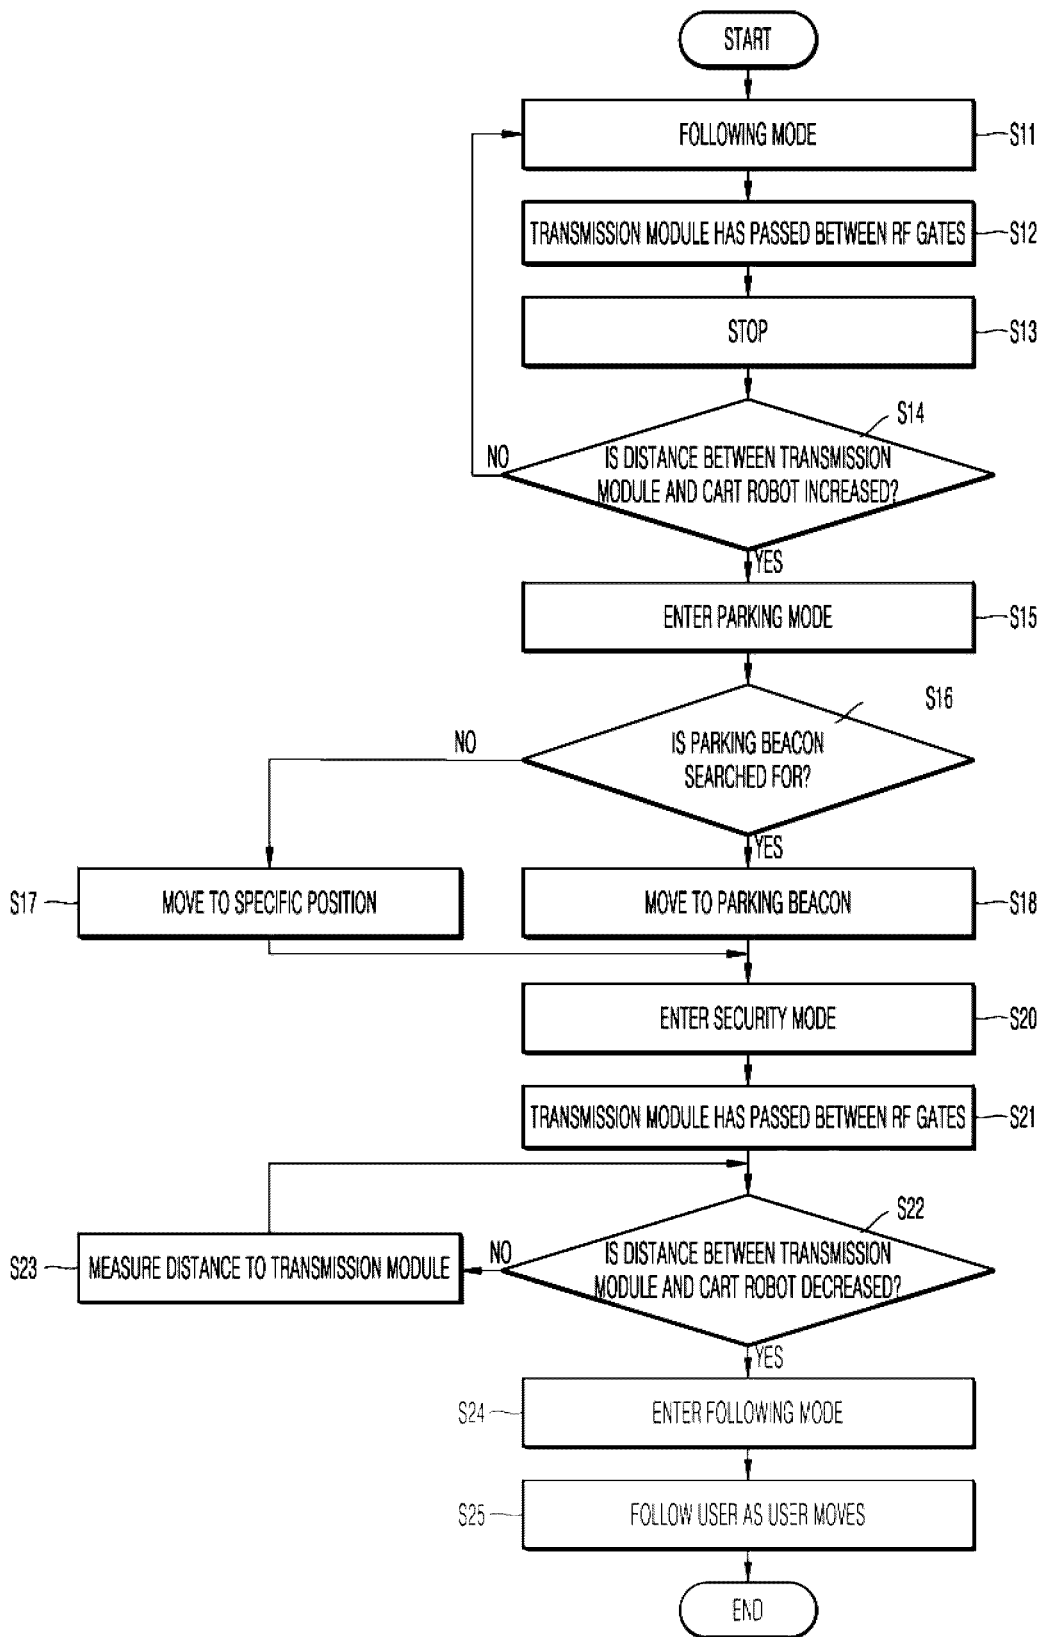 START
FOLLOWING MODE
S11
TRANSMISSION MODULE HAS PASSED BETWEEN RF GATES
S12
STOP
S13
S14
NO
IS DISTANCE BETWEEN TRANSMISSION
MODULE AND CART ROBOT INCREASED?
YES
ENTER PARKING MODE
S15
S16
NO
IS PARKING BEACON
SEARCHED FOR?
YES
S17
MOVE TO SPECIFIC POSITION
MOVE TO PARKING BEACON
S18
ENTER SECURITY MODE
S20
TRANSMISSION MODULE HAS PASSED BETWEEN RF GATES
S21
S22
S23
MEASURE DISTANCE TO TRANSMISSION MODULE
NO
IS DISTANCE BETWEEN TRANSMISSION
MODULE AND CART ROBOT DECREASED?
YES
S24
ENTER FOLLOWING MODE
S25
FOLLOW USER AS USER MOVES
END